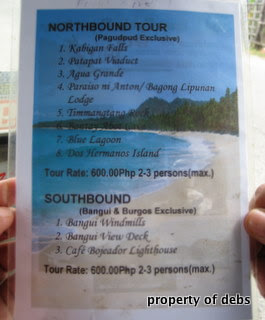 NORTHBOUND TOUR
(Pagudpud Exclusive)
1. Kabigan Falls
2. Patapat Viaduct
3. Agua Grande
4. Paraiso ni Anton/ Bagong Lipunan
Lodge
5. Timmangtang Rock
6. Bantay Abot
7. Blue Lagoon
8. Dos Hermanos Island
Tour Rate: 600.00Php 2-3 persons(max.)
SOUTHBOUND
(Bangui & Burgos Exclusive)
1. Bangui Windmills
2. Bangui View Deck
3. Cafe Bojeador Lighthouse
Tour Rate: 600.00Php 2-3 persons(max.)
property of debs